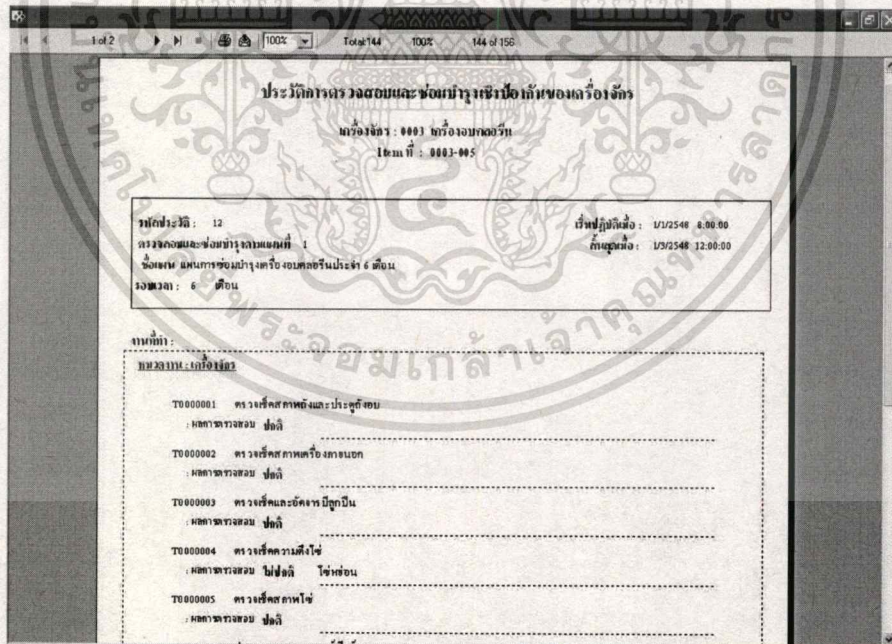 1 of 2 100% Total:144 100% 144 of 156
ประวัติการตรวจสอบและซ่อมบำรุงเชิงป้องกันของเครื่องจักร
เครื่องจักร : 0003 เครื่องอบคลอรีน
Item ที่ : 0003-005
รหัสประวัติ : 12
เริ่มปฏิบัติเมื่อ : 1/1/2548 8:00:00
ตรวจสอบและซ่อมบำรุงตามแผนที่ 1
สิ้นสุดเมื่อ : 1/3/2548 12:00:00
ชื่อแผน แผนการซ่อมบำรุงเครื่องอบคลอรีนประจำ 6 เดือน
รอบเวลา : 6 เดือน
งานที่ทำ :
หมวดงาน : เครื่องจักร
T0000001 ตรวจเช็คสภาพถังและประตูถังอบ
: ผลการตรวจสอบ ปกติ
T0000002 ตรวจเช็คสภาพเครื่องภายนอก
: ผลการตรวจสอบ ปกติ
T0000003 ตรวจเช็คและอัดจารบีลูกปืน
: ผลการตรวจสอบ ปกติ
T0000004 ตรวจเช็คความตึงโซ่
: ผลการตรวจสอบ ไม่ปกติ โซ่หย่อน
T0000005 ตรวจเช็คสภาพโซ่
: ผลการตรวจสอบ ปกติ